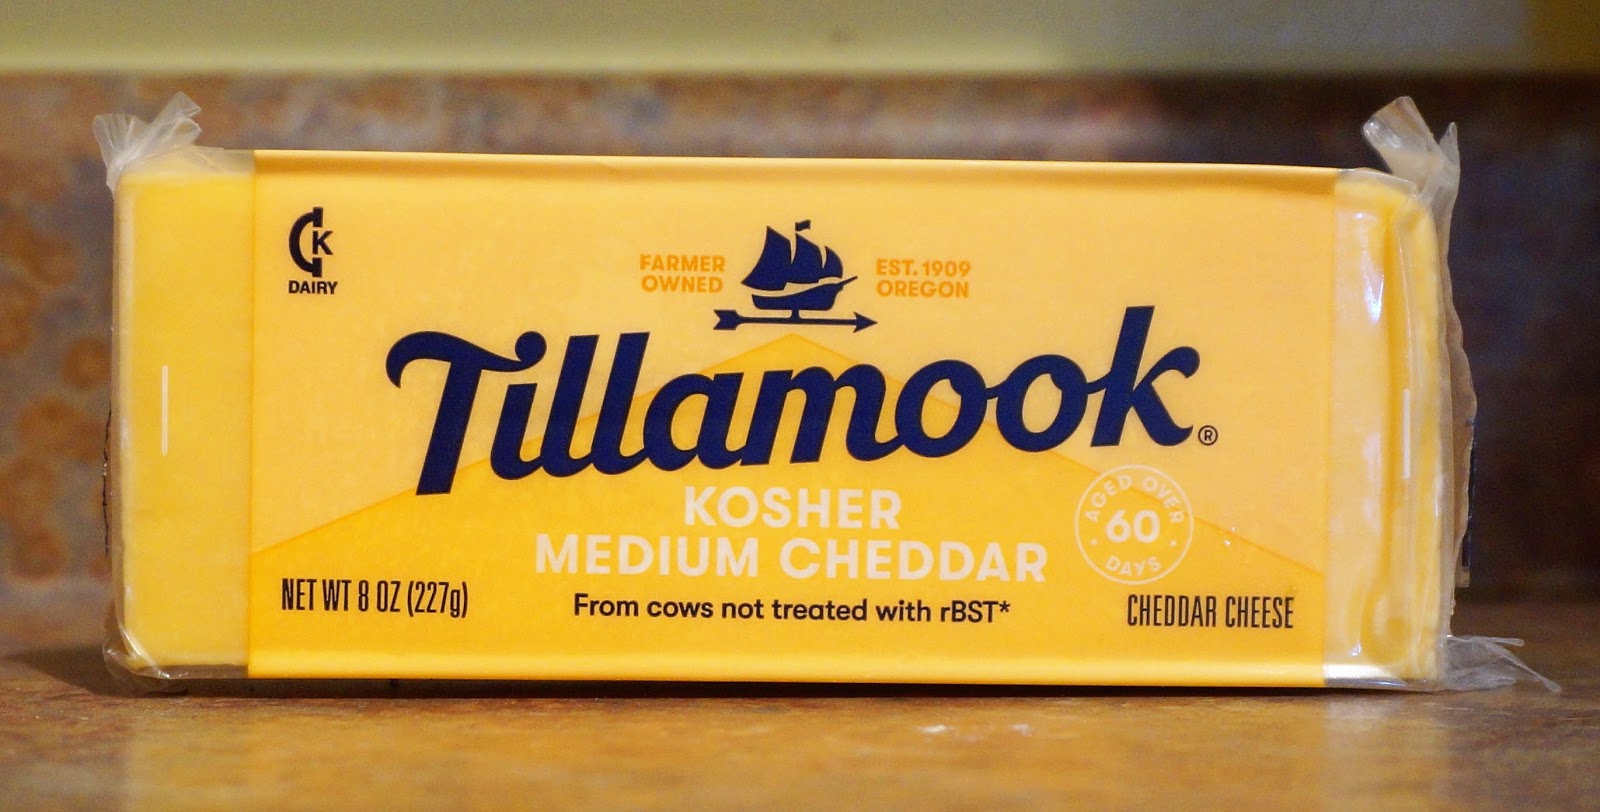 CK
DAIRY
FARMER
OWNED
EST. 1909
OREGON
Tillamook®
KOSHER
MEDIUM CHEDDAR
AGED OVER
60
DAYS
NET WT 8 OZ (227g)
From cows not treated with rBST*
CHEDDAR CHEESE